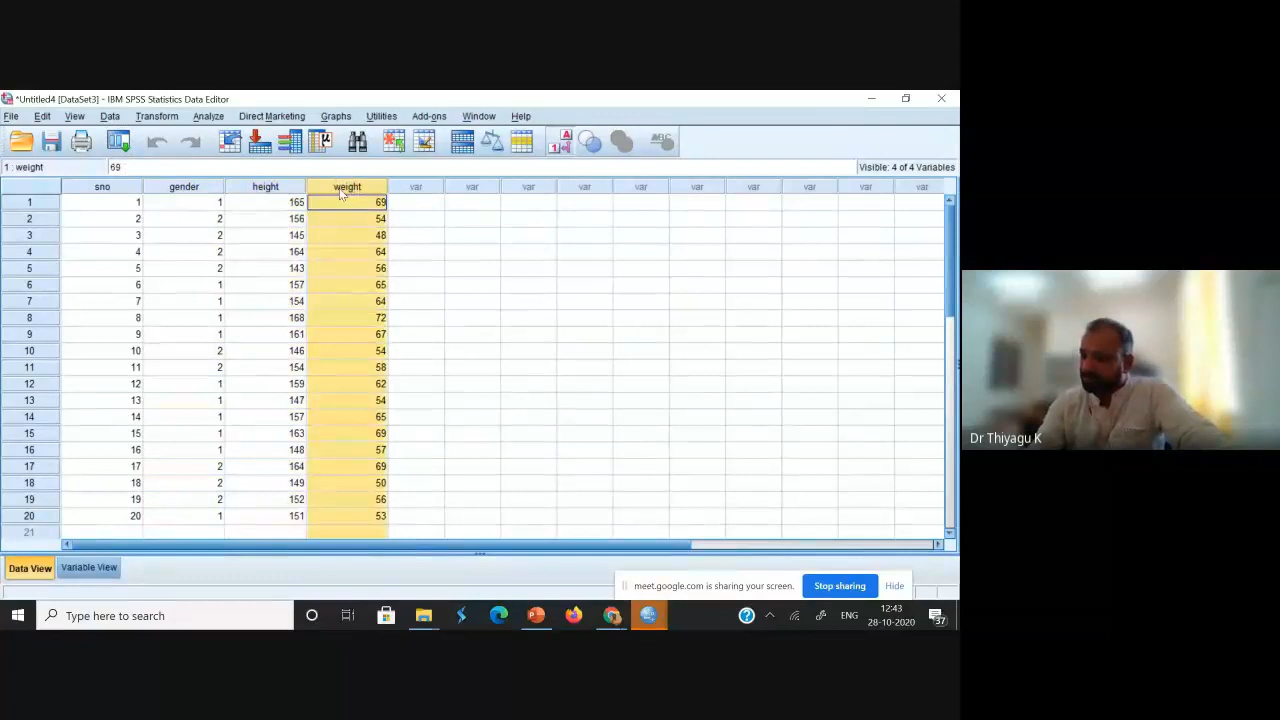 *Untitled4 [DataSet3] - IBM SPSS Statistics Data Editor
File Edit View Data Transform Analyze Direct Marketing Graphs Utilities Add-ons Window Help
1 : weight 69 Visible: 4 of 4 Variables
sno gender height weight var var var var var var var var var var
1 1 1 165 69
2 2 2 156 54
3 3 2 145 48
4 4 2 164 64
5 5 2 143 56
6 6 1 157 65
7 7 1 154 64
8 8 1 168 72
9 9 1 161 67
10 10 2 146 54
11 11 2 154 58
12 12 1 159 62
13 13 1 147 54
14 14 1 157 65
15 15 1 163 69
16 16 1 148 57
17 17 2 164 69
18 18 2 149 50
19 19 2 152 56
20 20 1 151 53
21
Data View Variable View
meet.google.com is sharing your screen. Stop sharing Hide
Type here to search
ENG
12:43
28-10-2020
37
Dr Thiyagu K